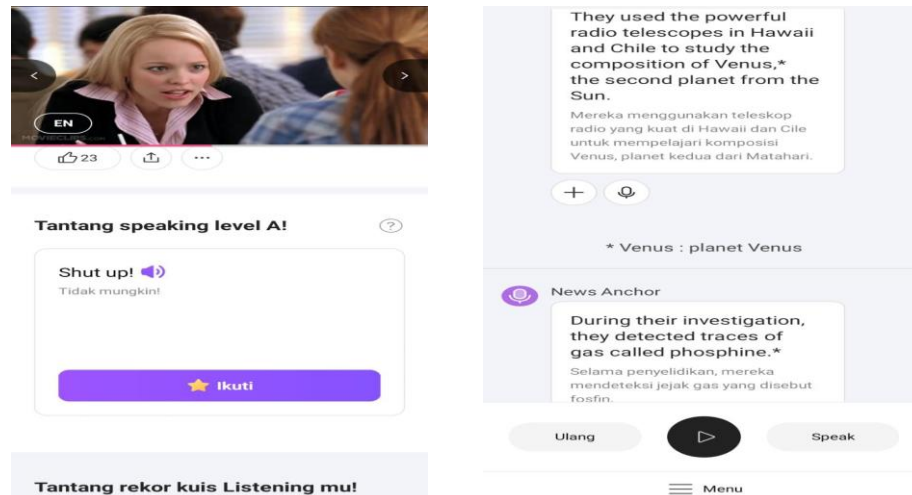 EN
MOVIECLIPS.com
23
Tantang speaking level A!
?
Shut up!
Tidak mungkin!
Ikuti
Tantang rekor kuis Listening mu!
They used the powerful
radio telescopes in Hawaii
and Chile to study the
composition of Venus,*
the second planet from the
Sun.
Mereka menggunakan teleskop
radio yang kuat di Hawaii dan Cile
untuk mempelajari komposisi
Venus, planet kedua dari Matahari.
* Venus : planet Venus
News Anchor
During their investigation,
they detected traces of
gas called phosphine.*
Selama penyelidikan, mereka
mendeteksi jejak gas yang disebut
fosfin.
Ulang
Speak
Menu